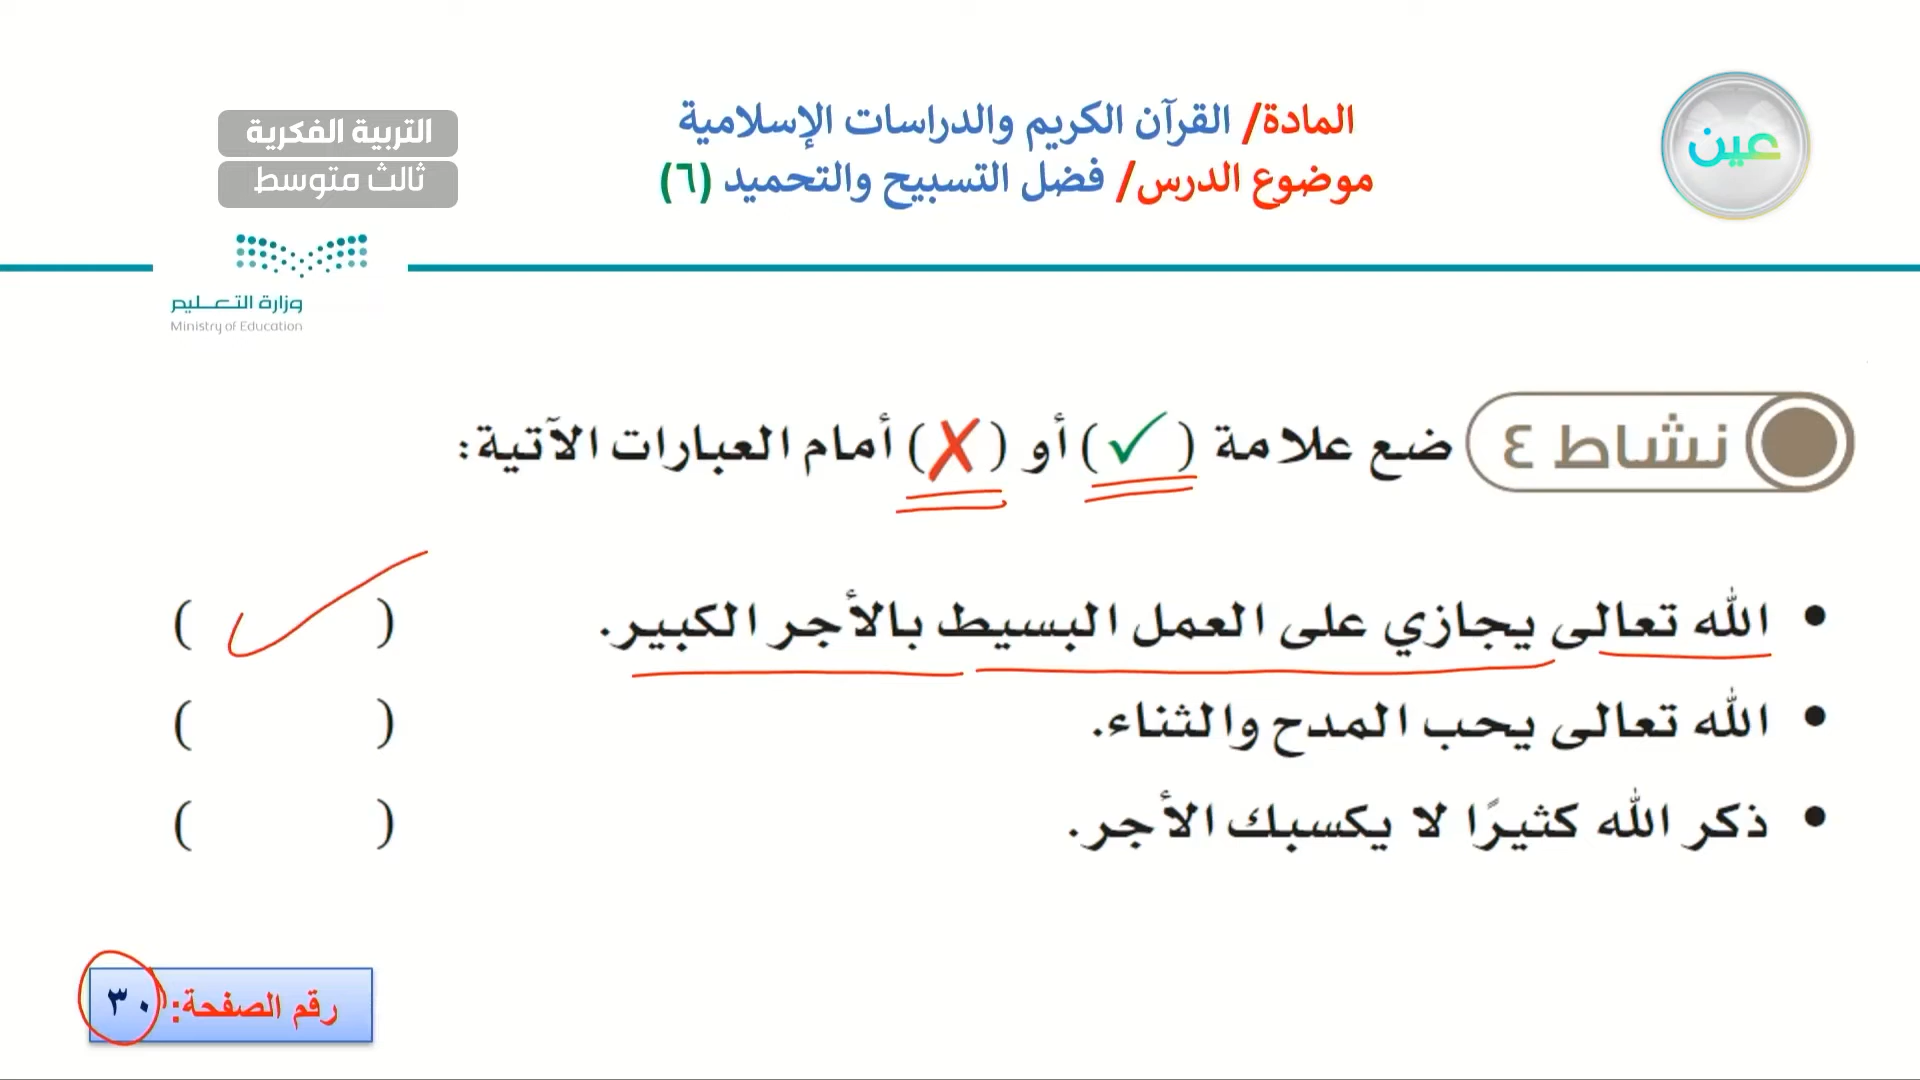 عين
المادة/ القرآن الكريم والدراسات الإسلامية
موضوع الدرس/ فضل التسبيح والتحميد (٦)
التربية الفكرية
ثالث متوسط
وزارة التعليم
Ministry of Education
نشاط ٤ ضع علامة (✓) أو (✗) أمام العبارات الآتية:
• الله تعالى يجازي على العمل البسيط بالأجر الكبير. (✓)
• الله تعالى يحب المدح والثناء. ( )
• ذكر الله كثيرًا لا يكسبك الأجر. ( )
رقم الصفحة: ٣٠